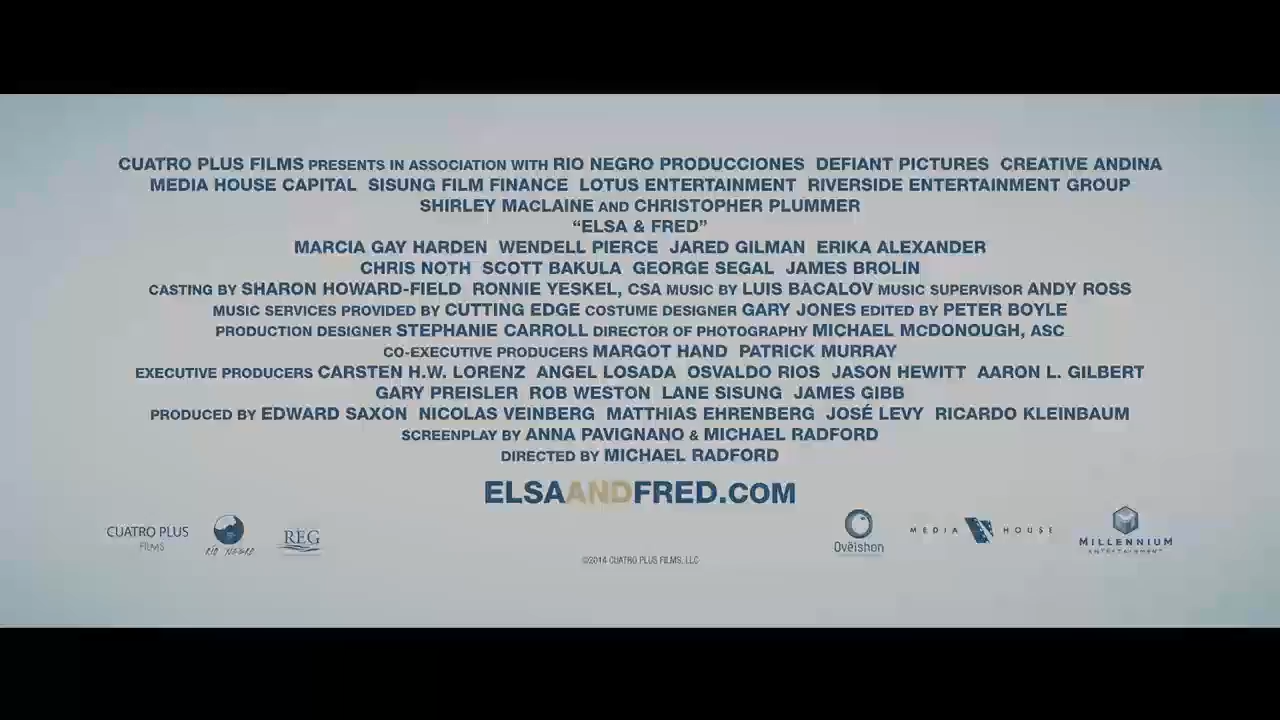 CUATRO PLUS FILMS PRESENTS IN ASSOCIATION WITH RIO NEGRO PRODUCCIONES DEFIANT PICTURES CREATIVE ANDINA
MEDIA HOUSE CAPITAL SISUNG FILM FINANCE LOTUS ENTERTAINMENT RIVERSIDE ENTERTAINMENT GROUP
SHIRLEY MACLAINE AND CHRISTOPHER PLUMMER
“ELSA & FRED”
MARCIA GAY HARDEN WENDELL PIERCE JARED GILMAN ERIKA ALEXANDER
CHRIS NOTH SCOTT BAKULA GEORGE SEGAL JAMES BROLIN
CASTING BY SHARON HOWARD-FIELD RONNIE YESKEL, CSA MUSIC BY LUIS BACALOV MUSIC SUPERVISOR ANDY ROSS
MUSIC SERVICES PROVIDED BY CUTTING EDGE COSTUME DESIGNER GARY JONES EDITED BY PETER BOYLE
PRODUCTION DESIGNER STEPHANIE CARROLL DIRECTOR OF PHOTOGRAPHY MICHAEL MCDONOUGH, ASC
CO-EXECUTIVE PRODUCERS MARGOT HAND PATRICK MURRAY
EXECUTIVE PRODUCERS CARSTEN H.W. LORENZ ANGEL LOSADA OSVALDO RIOS JASON HEWITT AARON L. GILBERT
GARY PREISLER ROB WESTON LANE SISUNG JAMES GIBB
PRODUCED BY EDWARD SAXON NICOLAS VEINBERG MATTHIAS EHRENBERG JOSÉ LEVY RICARDO KLEINBAUM
SCREENPLAY BY ANNA PAVIGNANO & MICHAEL RADFORD
DIRECTED BY MICHAEL RADFORD
ELSAANDFRED.COM
CUATRO PLUS
FILMS
RIO NEGRO
REG
Ovêishon
MEDIA HOUSE
MILLENNIUM
ENTERTAINMENT
©2014 CUATRO PLUS FILMS, LLC